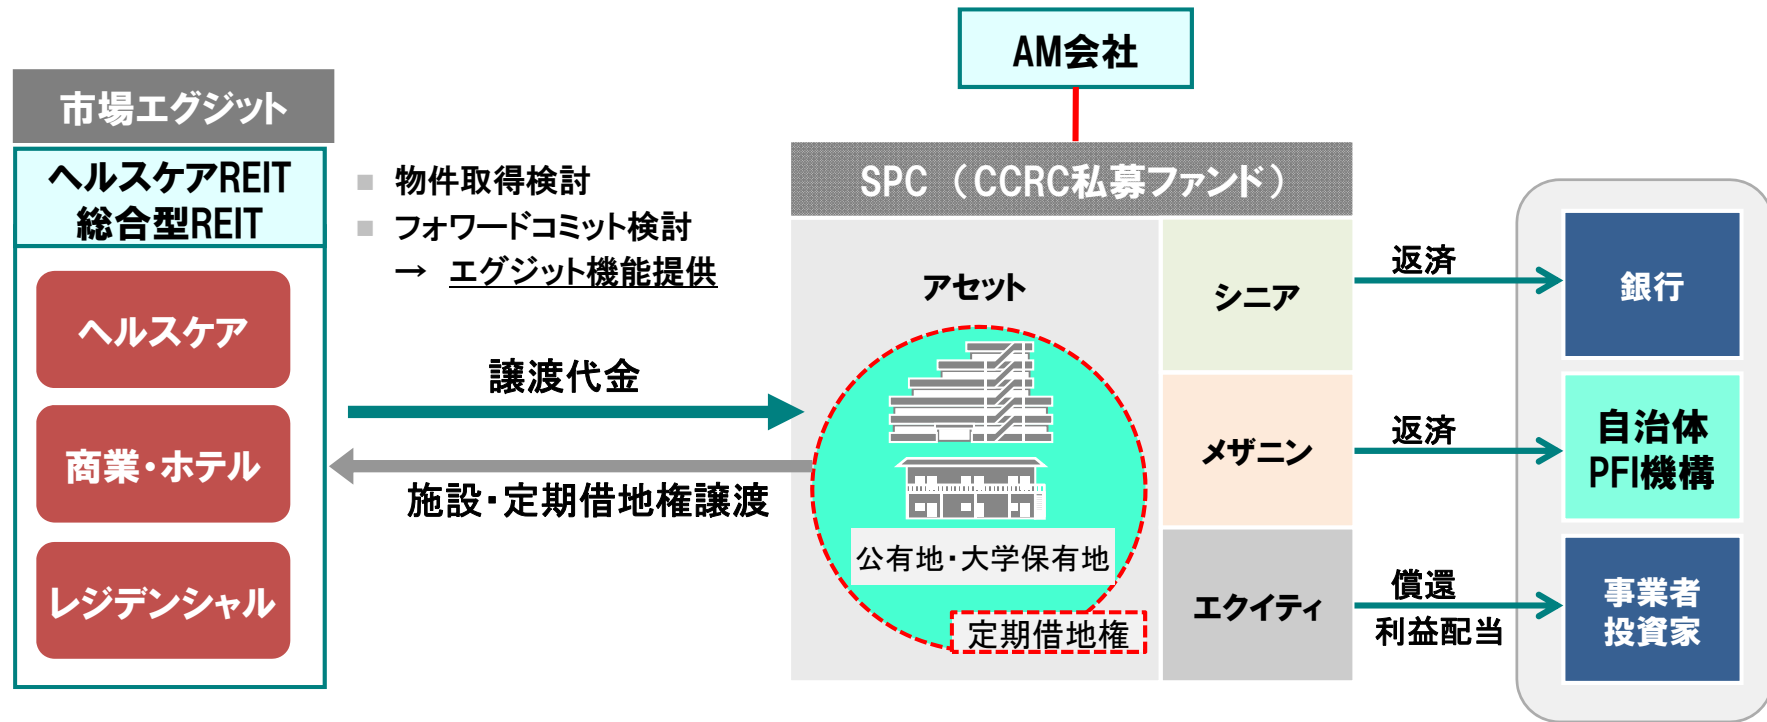 AM会社
市場エグジット
ヘルスケアREIT
総合型REIT
ヘルスケア
商業・ホテル
レジデンシャル
■ 物件取得検討
■ フォワードコミット検討
→ エグジット機能提供
譲渡代金
施設・定期借地権譲渡
SPC（CCRC私募ファンド）
アセット
公有地・大学保有地
定期借地権
シニア
メザニン
エクイティ
返済
返済
償還
利益配当
銀行
自治体
PFI機構
事業者
投資家